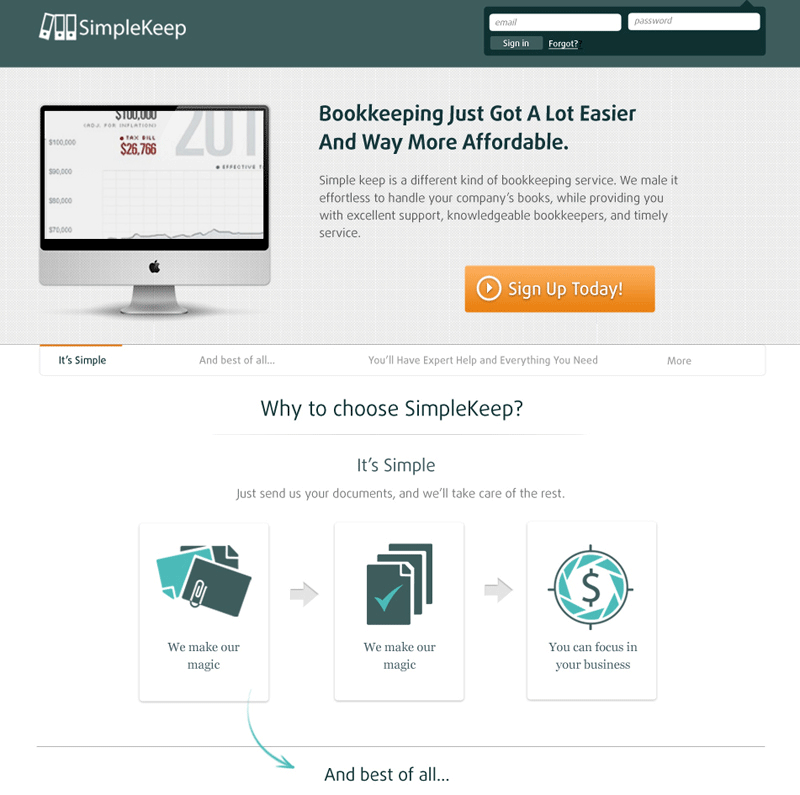 SimpleKeep
email
password
Sign in
Forgot?
$100,000
(ADJ. FOR INFLATION)
201
TAX BILL
$26,766
EFFECTIVE T
$100,000
$90,000
$80,000
$70,000
Bookkeeping Just Got A Lot Easier
And Way More Affordable.
Simple keep is a different kind of bookkeeping service. We male it
effortless to handle your company's books, while providing you
with excellent support, knowledgeable bookkeepers, and timely
service.
Sign Up Today!
It's Simple
And best of all...
You'll Have Expert Help and Everything You Need
More
Why to choose SimpleKeep?
It's Simple
Just send us your documents, and we'll take care of the rest.
We make our
magic
We make our
magic
$
You can focus in
your business
And best of all...